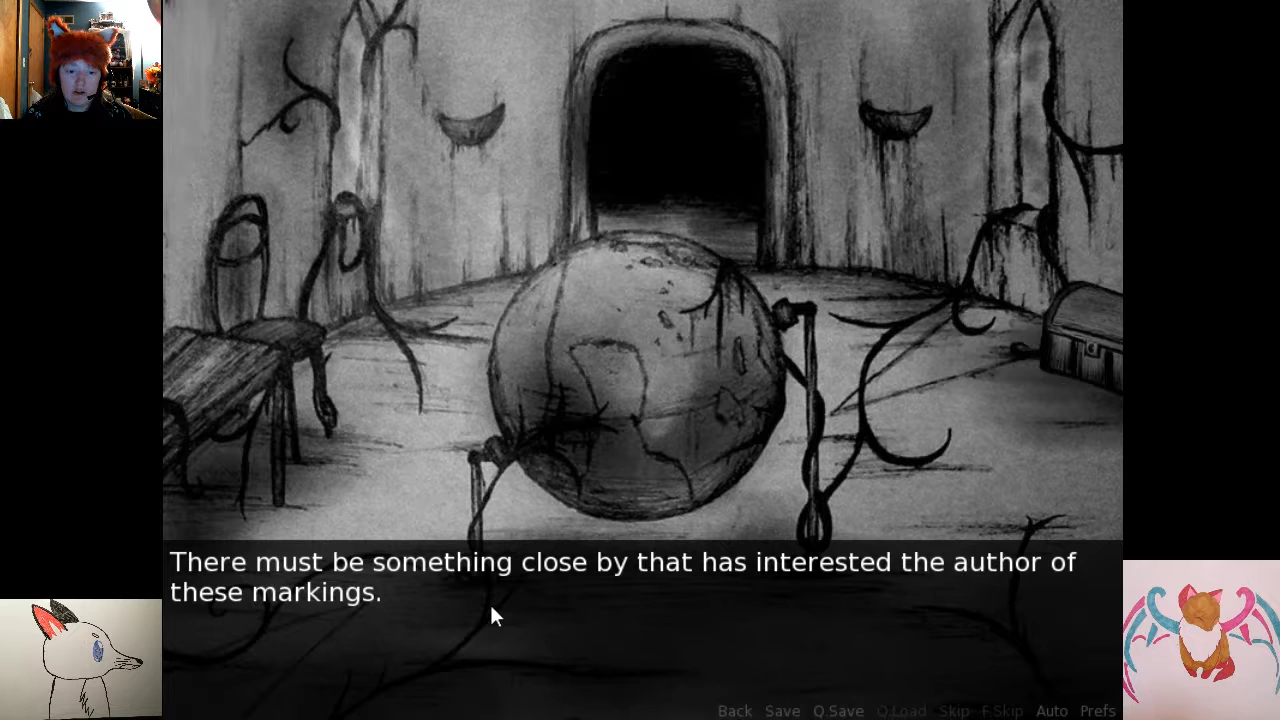 There must be something close by that has interested the author of
these markings.
Back Save Q.Save Q.Load Skip F.Skip Auto Prefs